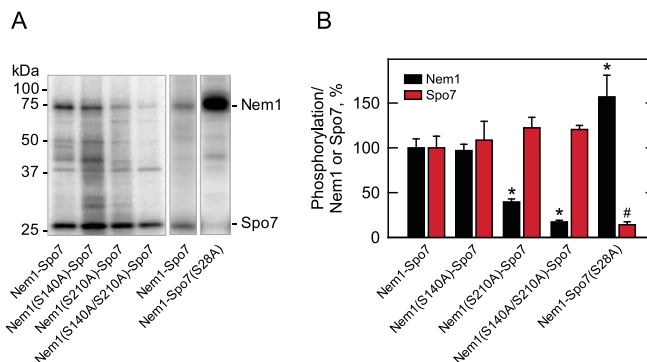 A
kDa
100
75
50
37
25
Nem1
Spo7
Nem1-Spo7
Nem1(S140A)-Spo7
Nem1(S210A)-Spo7
Nem1(S140A/S210A)-Spo7
Nem1-Spo7
Nem1-Spo7(S28A)
B
Phosphorylation/
Nem1 or Spo7, %
150
100
50
0
Nem1
Spo7
*
*
*
#
Nem1-Spo7
Nem1(S140A)-Spo7
Nem1(S210A)-Spo7
Nem1(S140A/S210A)-Spo7
Nem1-Spo7(S28A)